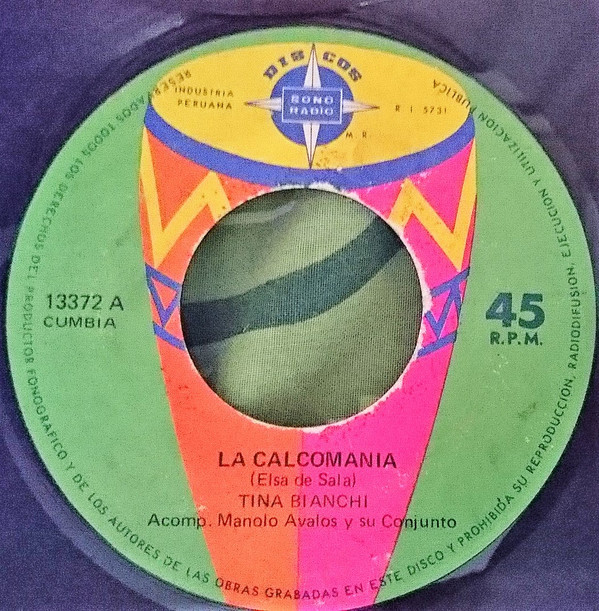 DISCOS
INDUSTRIA
PERUANA
SONO
RADIO
R I 5731
M R
13372 A
CUMBIA
45
R.P.M.
LA CALCOMANIA
(Elsa de Sala)
TINA BIANCHI
Acomp. Manolo Avalos y su Conjunto
RESERVADOS TODOS LOS DERECHOS DEL PRODUCTOR FONOGRAFICO Y DE LOS AUTORES DE LAS OBRAS GRABADAS EN ESTE DISCO Y PROHIBIDA SU REPRODUCCION, RADIODIFUSION, EJECUCION Y UTILIZACION PUBLICA